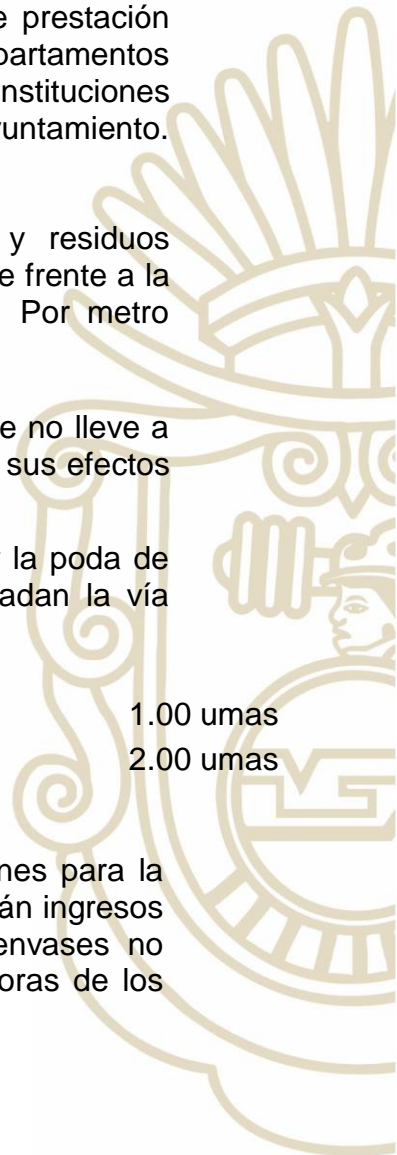 prestación
partamentos
nstituciones
untamiento.
y residuos
e frente a la
Por metro
e no lleve a
sus efectos
la poda de
adan la vía
1.00 umas
2.00 umas
nes para la
án ingresos
envases no
oras de los